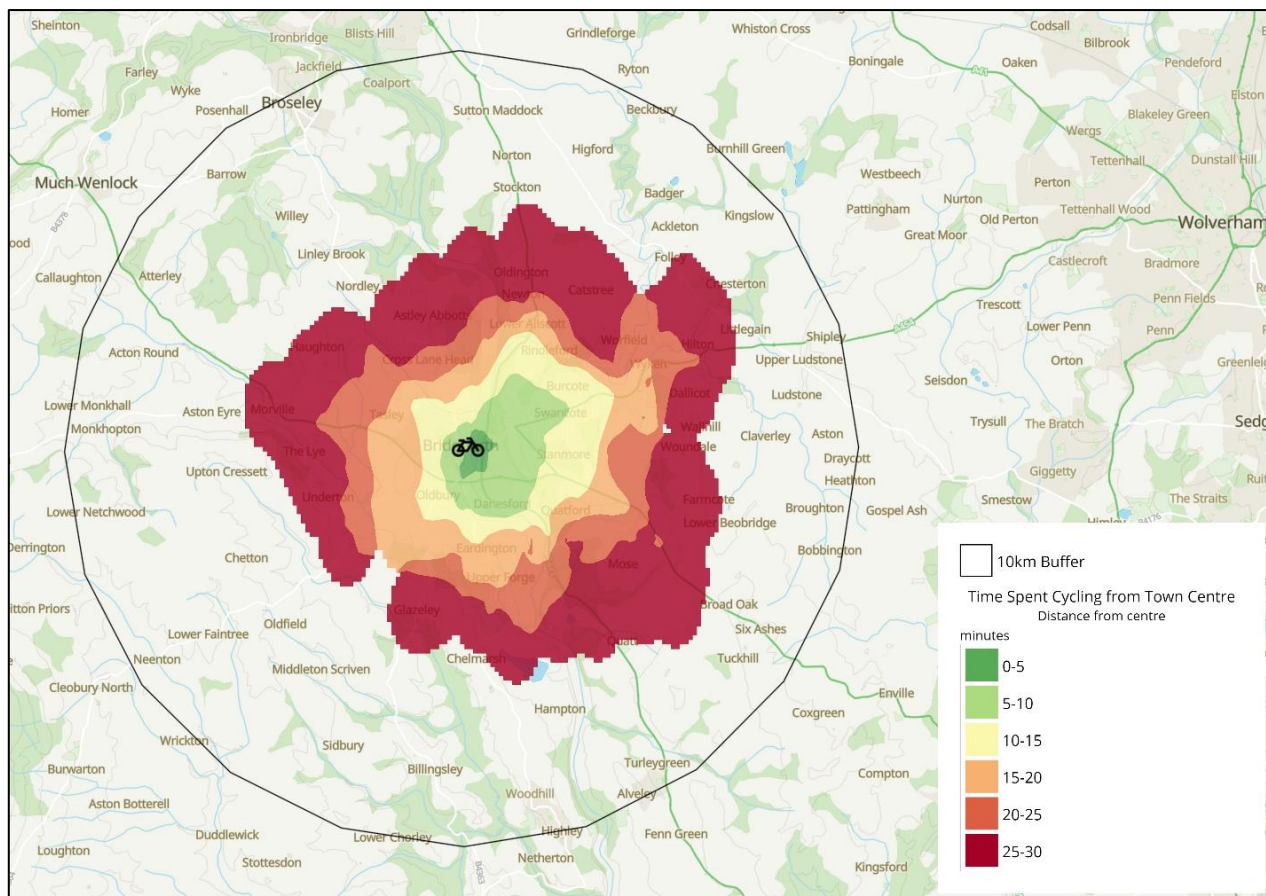 Sheinton
Ironbridge
Blists Hill
Grindleforge
Whiston Cross
Codsall
Oaken
Bilbrook
Farley
Jackfield
Coalport
Ryton
Boningale
A41
Pendeford
Wyke
Posenhall
Broseley
Homer
Sutton Maddock
Beckbury
Elston
Blakeley Green
Wergs
Norton
Higford
Burnhill Green
Tettenhall
Dunstall Hill
Barrow
Westbeech
Much Wenlock
Stockton
Badger
Perton
Nurton
Tettenhall Wood
B4378
Willey
Ackleton
Kingslow
Pattingham
Old Perton
Great Moor
Wolverham
Linley Brook
Folley
Castlecroft
Bradmore
Callaughton
Atterley
Nordley
Oldington
Chesterton
Newton
Catstree
Trescott
Penn Fields
Astley Abbotts
Lower Allscott
Littlegain
A454
Lower Penn
Penn
Haughton
Rindleford
Worfield
Hilton
Shipley
Acton Round
Cross Lane Head
Wyken
Upper Ludstone
Orton
Seisdon
Burcote
Dallicot
Ludstone
Lower Monkhall
Aston Eyre
Morville
Tasley
Swancote
Monkhopton
Trysull
The Bratch
Claverley
Aston
The Lye
Stanmore
Woundale
Draycott
Upton Cressett
Giggetty
Heathton
Underton
Oldbury
Danesford
Quatford
Farmcote
Smestow
The Straits
Lower Netchwood
Lower Beobridge
Broughton
Gospel Ash
Himley
B4176
Derrington
Chetton
Eardington
Bobbington
Upper Forge
Mose
Glazeley
Broad Oak
Oldfield
Six Ashes
Lower Faintree
Neenton
Middleton Scriven
Chelmarsh
Tuckhill
Cleobury North
Enville
Hampton
Coxgreen
Wrickton
Sidbury
Burwarton
Billingsley
Turleygreen
Compton
Woodhill
Alveley
Aston Botterell
Duddlewick
Lower Chorley
Highley
Fenn Green
Loughton
Stottesdon
Netherton
B4363
Kingsford
10km Buffer
Time Spent Cycling from Town Centre
Distance from centre
minutes
0-5
5-10
10-15
15-20
20-25
25-30